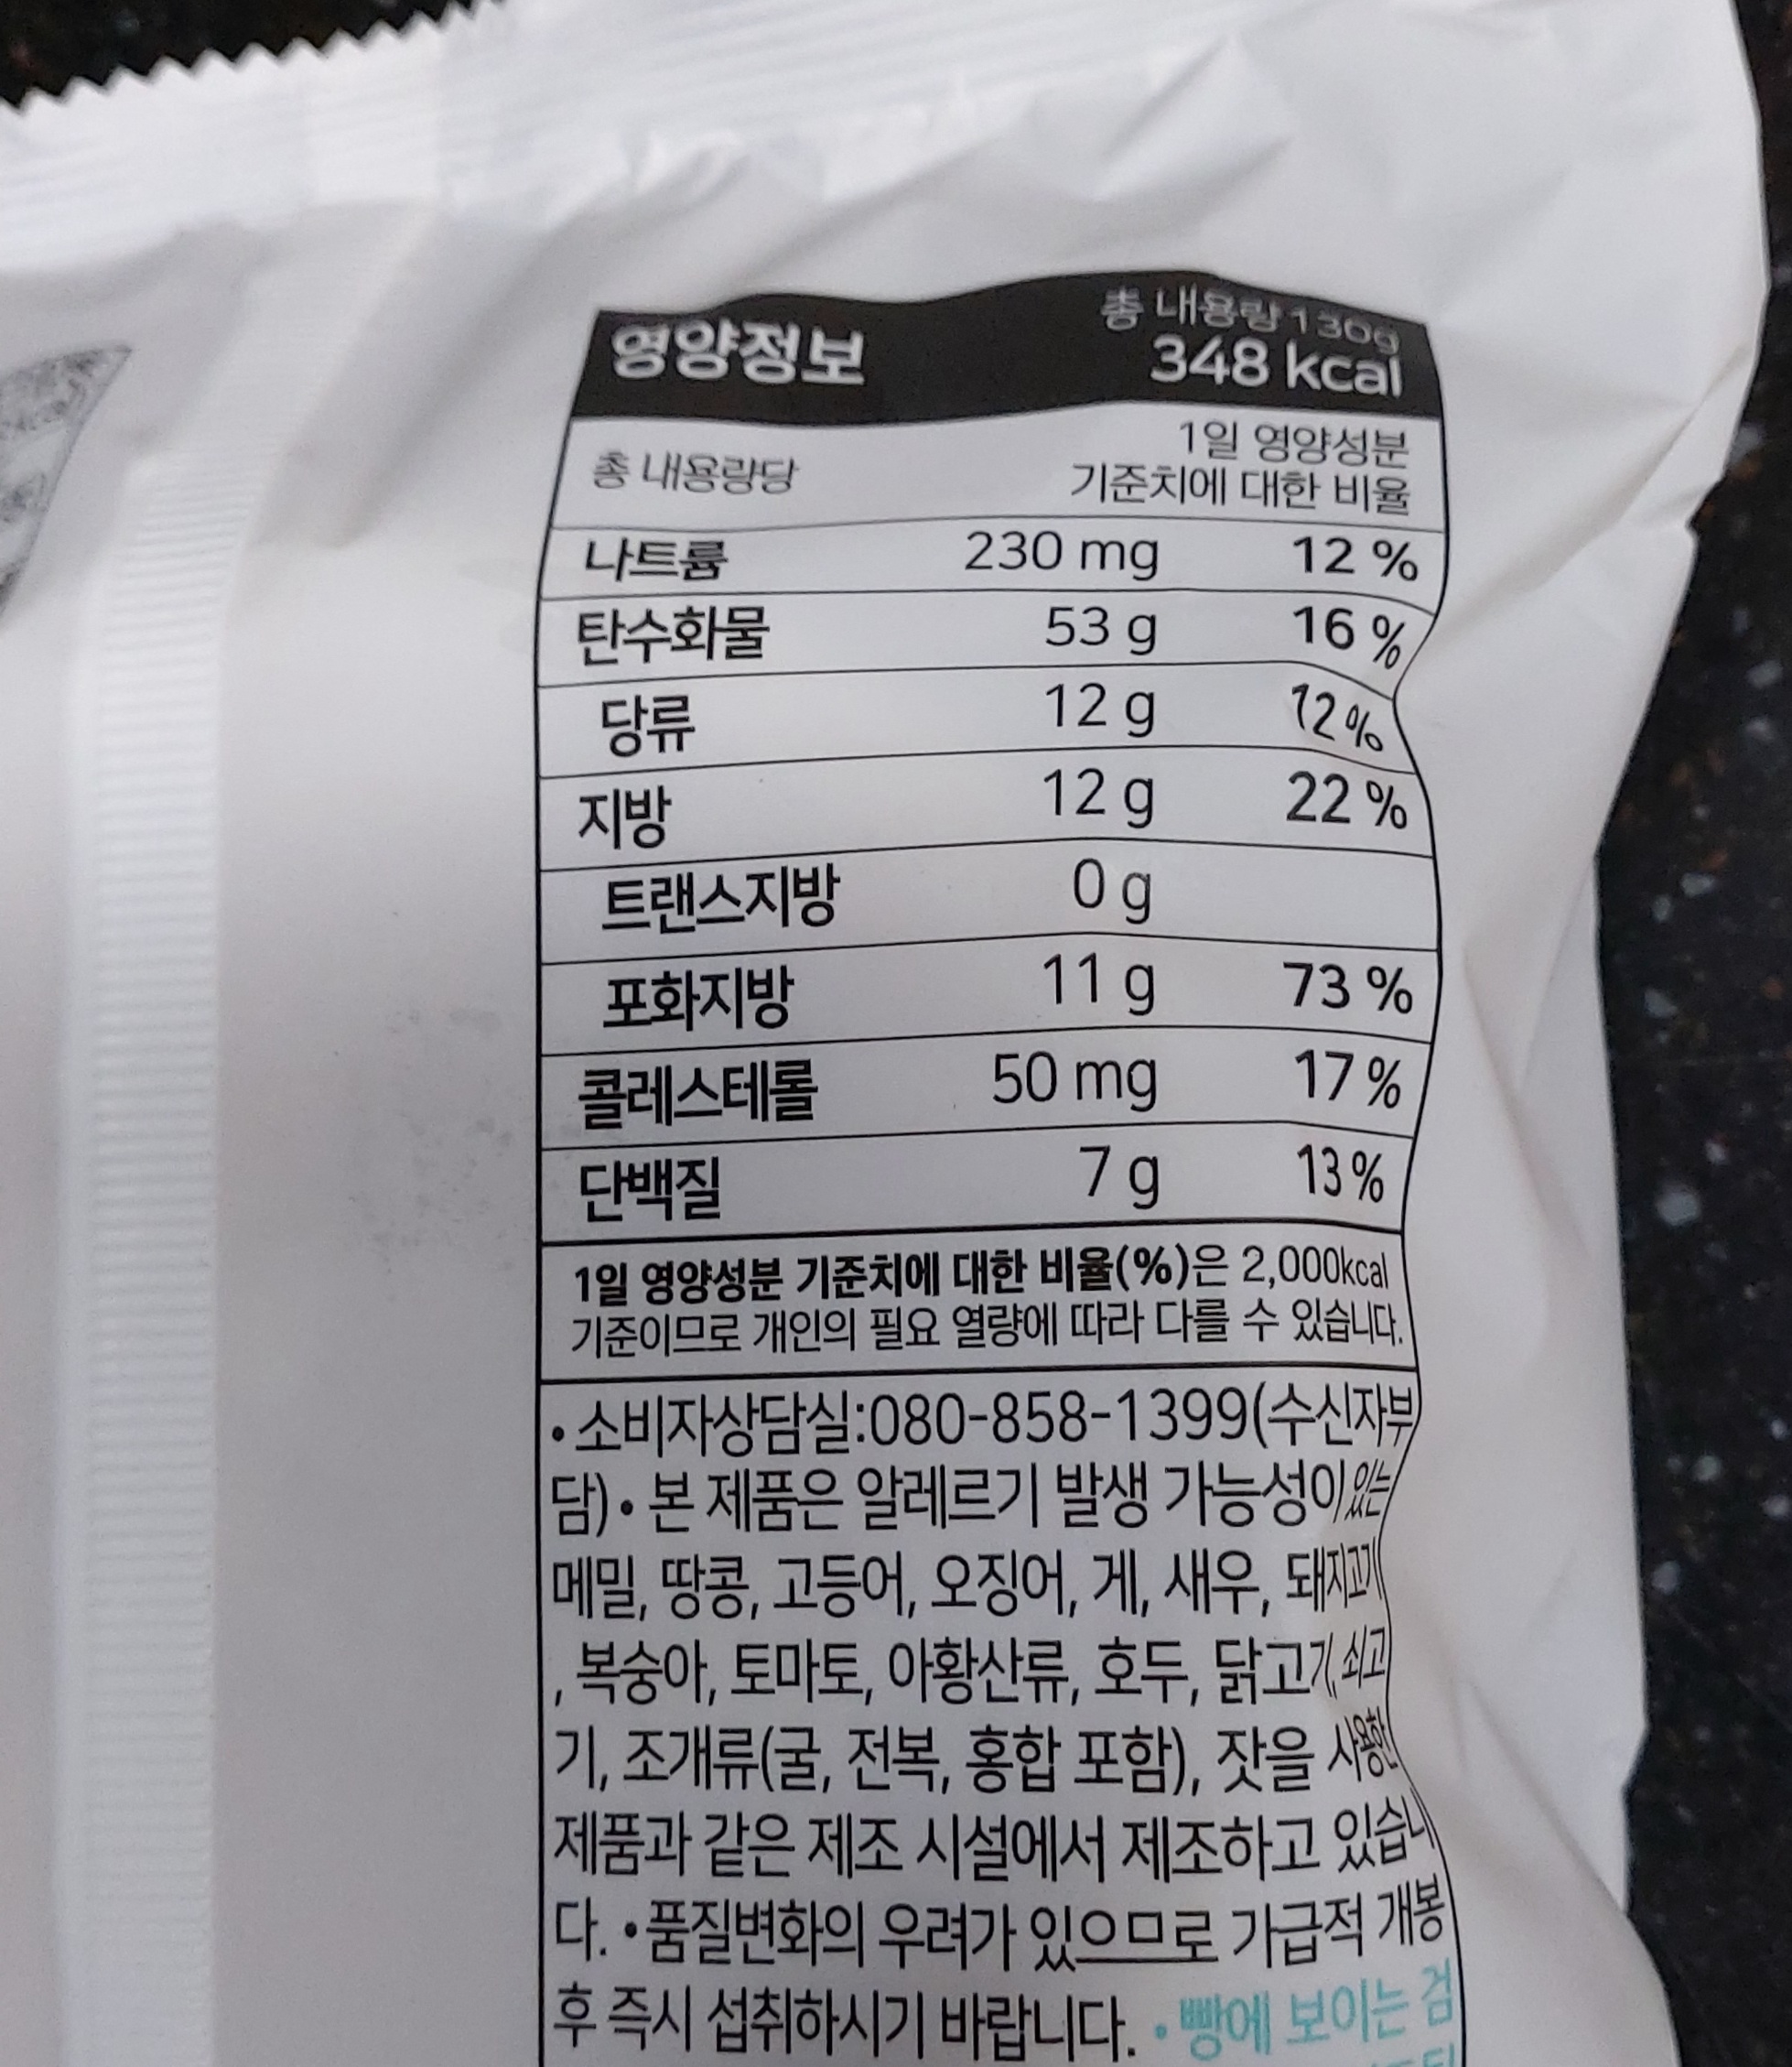 영양정보
총 내용량 130g
348 kcal
총 내용량당
1일 영양성분
기준치에 대한 비율
나트륨 230 mg 12 %
탄수화물 53 g 16 %
당류 12 g 12 %
지방 12 g 22 %
트랜스지방 0 g
포화지방 11 g 73 %
콜레스테롤 50 mg 17 %
단백질 7 g 13 %
1일 영양성분 기준치에 대한 비율(%)은 2,000kcal
기준이므로 개인의 필요 열량에 따라 다를 수 있습니다.
• 소비자상담실:080-858-1399(수신자부
담) • 본 제품은 알레르기 발생 가능성이 있는
메밀, 땅콩, 고등어, 오징어, 게, 새우, 돼지고기
, 복숭아, 토마토, 아황산류, 호두, 닭고기, 쇠고
기, 조개류(굴, 전복, 홍합 포함), 잣을 사용한
제품과 같은 제조 시설에서 제조하고 있습니
다. • 품질변화의 우려가 있으므로 가급적 개봉
후 즉시 섭취하시기 바랍니다. • 빵에 보이는 검